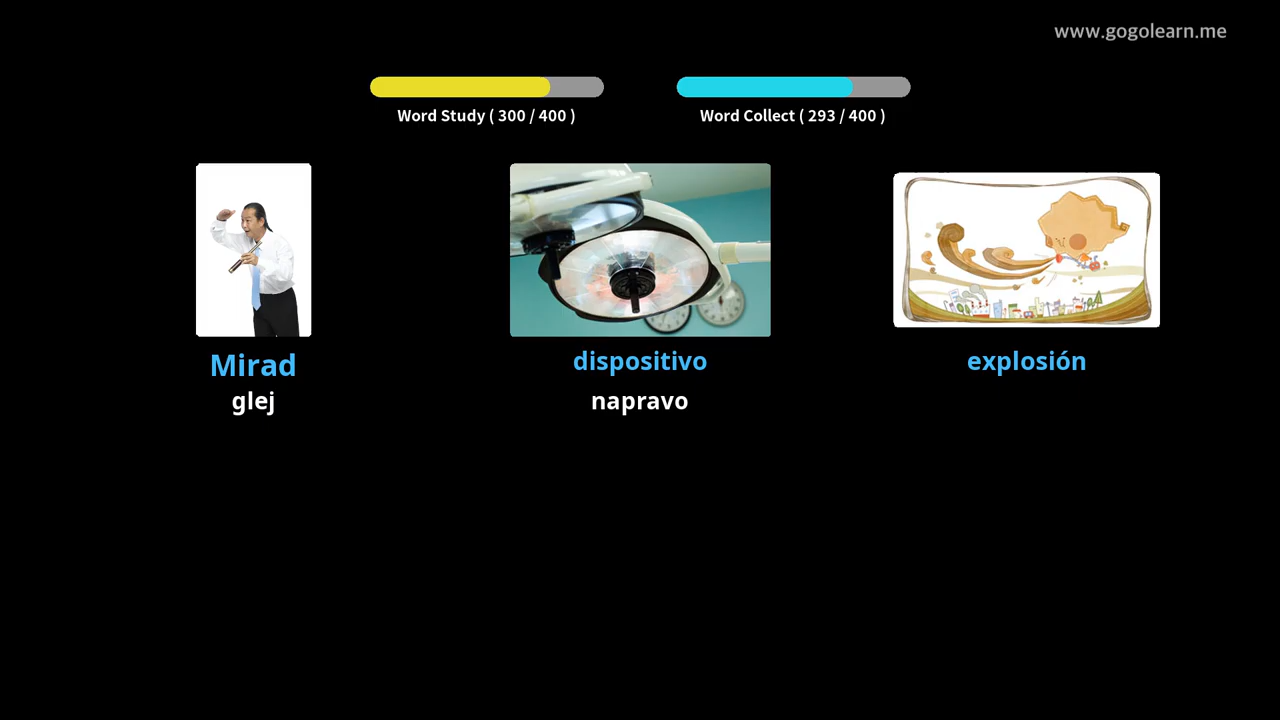 www.gogolearn.me
Word Study ( 300 / 400 )
Word Collect ( 293 / 400 )
Mirad
dispositivo
explosión
glej
napravo